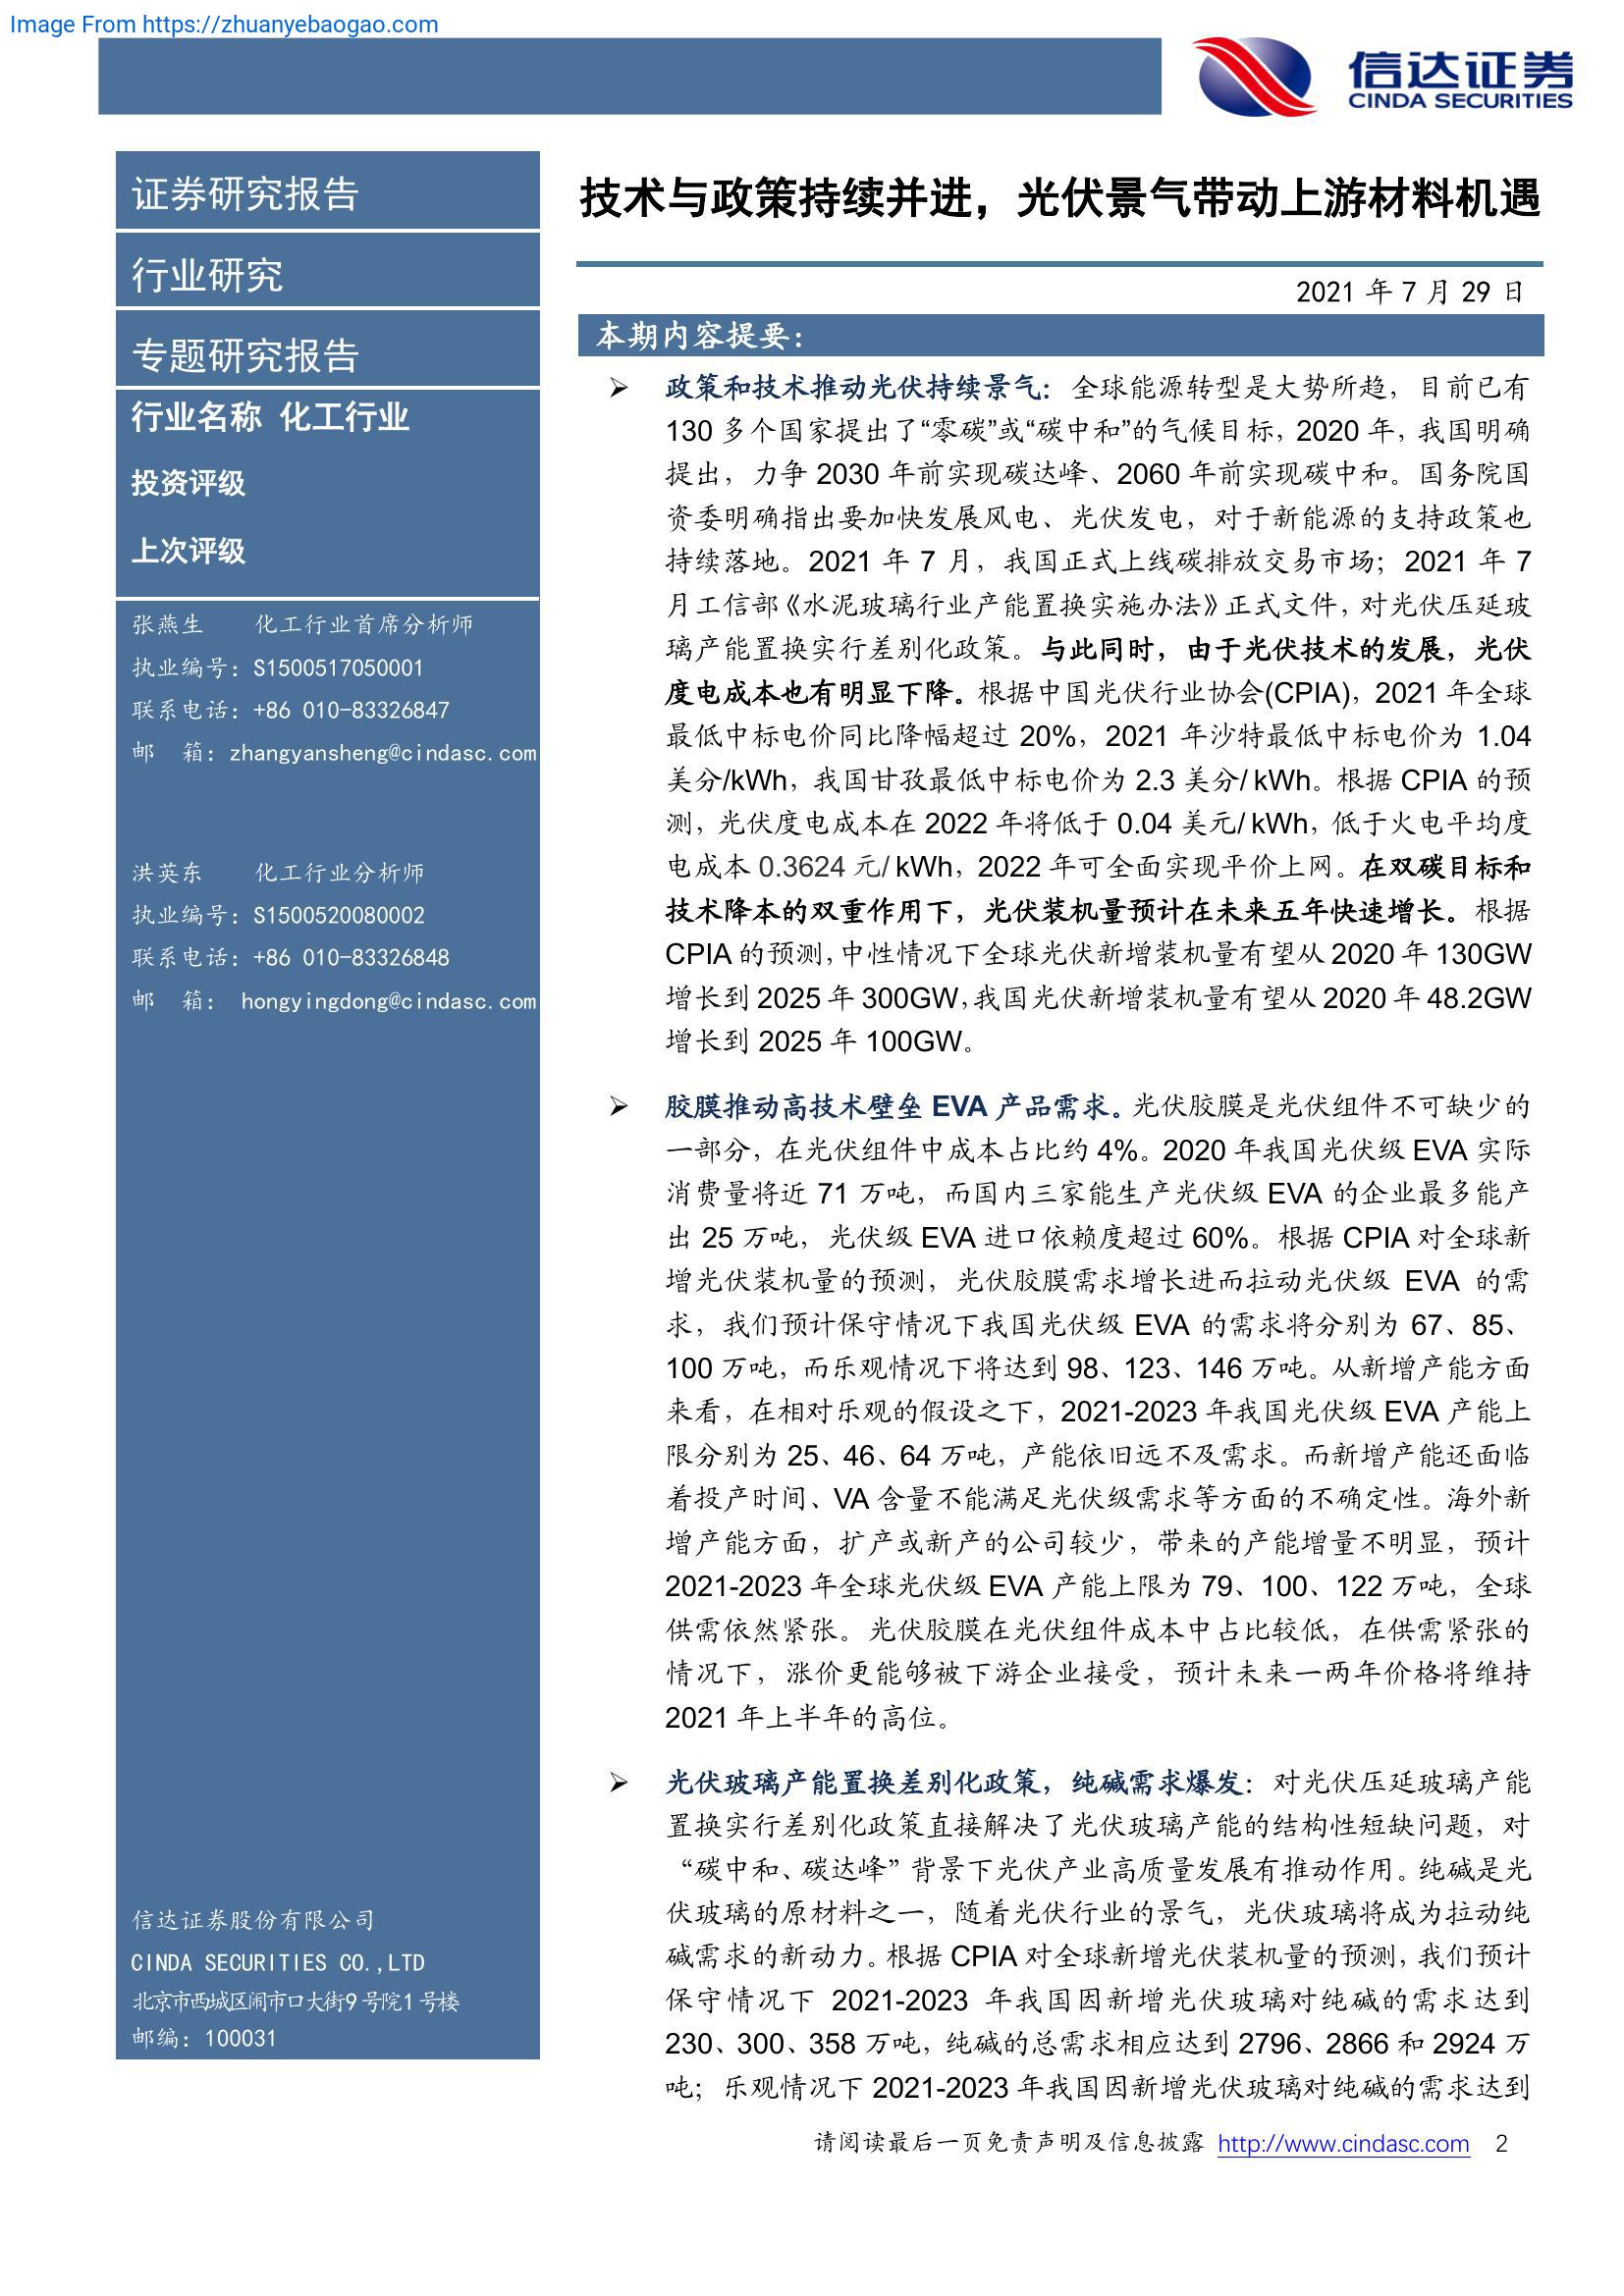 Image From https://zhuanyebaogao.com
信达证券
CINDA SECURITIES
证券研究报告
行业研究
专题研究报告
行业名称 化工行业
投资评级
上次评级
张燕生 化工行业首席分析师
执业编号：S1500517050001
联系电话：+86 010-83326847
邮 箱：zhangyansheng@cindasc.com
洪英东 化工行业分析师
执业编号：S1500520080002
联系电话：+86 010-83326848
邮 箱： hongyingdong@cindasc.com
信达证券股份有限公司
CINDA SECURITIES CO.,LTD
北京市西城区闹市口大街9号院1号楼
邮编：100031
技术与政策持续并进，光伏景气带动上游材料机遇
2021 年 7 月 29 日
本期内容提要：
➢ 政策和技术推动光伏持续景气：全球能源转型是大势所趋，目前已有
130 多个国家提出了“零碳”或“碳中和”的气候目标，2020 年，我国明确
提出，力争 2030 年前实现碳达峰、2060 年前实现碳中和。国务院国
资委明确指出要加快发展风电、光伏发电，对于新能源的支持政策也
持续落地。2021 年 7 月，我国正式上线碳排放交易市场；2021 年 7
月工信部《水泥玻璃行业产能置换实施办法》正式文件，对光伏压延玻
璃产能置换实行差别化政策。与此同时，由于光伏技术的发展，光伏
度电成本也有明显下降。根据中国光伏行业协会(CPIA)，2021 年全球
最低中标电价同比降幅超过 20%，2021 年沙特最低中标电价为 1.04
美分/kWh，我国甘孜最低中标电价为 2.3 美分/ kWh。根据 CPIA 的预
测，光伏度电成本在 2022 年将低于 0.04 美元/ kWh，低于火电平均度
电成本 0.3624 元/ kWh，2022 年可全面实现平价上网。在双碳目标和
技术降本的双重作用下，光伏装机量预计在未来五年快速增长。根据
CPIA 的预测，中性情况下全球光伏新增装机量有望从 2020 年 130GW
增长到 2025 年 300GW，我国光伏新增装机量有望从 2020 年 48.2GW
增长到 2025 年 100GW。
➢ 胶膜推动高技术壁垒 EVA 产品需求。光伏胶膜是光伏组件不可缺少的
一部分，在光伏组件中成本占比约 4%。2020 年我国光伏级 EVA 实际
消费量将近 71 万吨，而国内三家能生产光伏级 EVA 的企业最多能产
出 25 万吨，光伏级 EVA 进口依赖度超过 60%。根据 CPIA 对全球新
增光伏装机量的预测，光伏胶膜需求增长进而拉动光伏级 EVA 的需
求，我们预计保守情况下我国光伏级 EVA 的需求将分别为 67、85、
100 万吨，而乐观情况下将达到 98、123、146 万吨。从新增产能方面
来看，在相对乐观的假设之下，2021-2023 年我国光伏级 EVA 产能上
限分别为 25、46、64 万吨，产能依旧远不及需求。而新增产能还面临
着投产时间、VA 含量不能满足光伏级需求等方面的不确定性。海外新
增产能方面，扩产或新产的公司较少，带来的产能增量不明显，预计
2021-2023 年全球光伏级 EVA 产能上限为 79、100、122 万吨，全球
供需依然紧张。光伏胶膜在光伏组件成本中占比较低，在供需紧张的
情况下，涨价更能够被下游企业接受，预计未来一两年价格将维持
2021 年上半年的高位。
➢ 光伏玻璃产能置换差别化政策，纯碱需求爆发：对光伏压延玻璃产能
置换实行差别化政策直接解决了光伏玻璃产能的结构性短缺问题，对
“碳中和、碳达峰”背景下光伏产业高质量发展有推动作用。纯碱是光
伏玻璃的原材料之一，随着光伏行业的景气，光伏玻璃将成为拉动纯
碱需求的新动力。根据 CPIA 对全球新增光伏装机量的预测，我们预计
保守情况下 2021-2023 年我国因新增光伏玻璃对纯碱的需求达到
230、300、358 万吨，纯碱的总需求相应达到 2796、2866 和 2924 万
吨；乐观情况下 2021-2023 年我国因新增光伏玻璃对纯碱的需求达到
请阅读最后一页免责声明及信息披露 http://www.cindasc.com 2